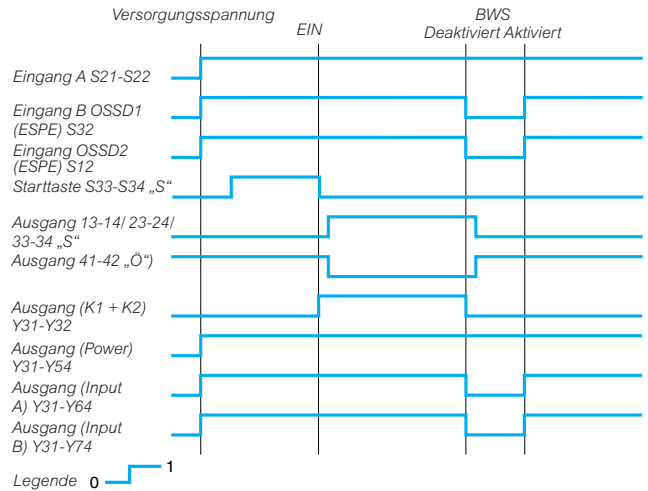 Versorgungsspannung
EIN
BWS
Deaktiviert Aktiviert
Eingang A S21-S22
Eingang B OSSD1
(ESPE) S32
Eingang OSSD2
(ESPE) S12
Starttaste S33-S34 „S“
Ausgang 13-14/ 23-24/
33-34 „S“
Ausgang 41-42 „Ö“)
Ausgang (K1 + K2)
Y31-Y32
Ausgang (Power)
Y31-Y54
Ausgang (Input
A) Y31-Y64
Ausgang (Input
B) Y31-Y74
Legende 0 1